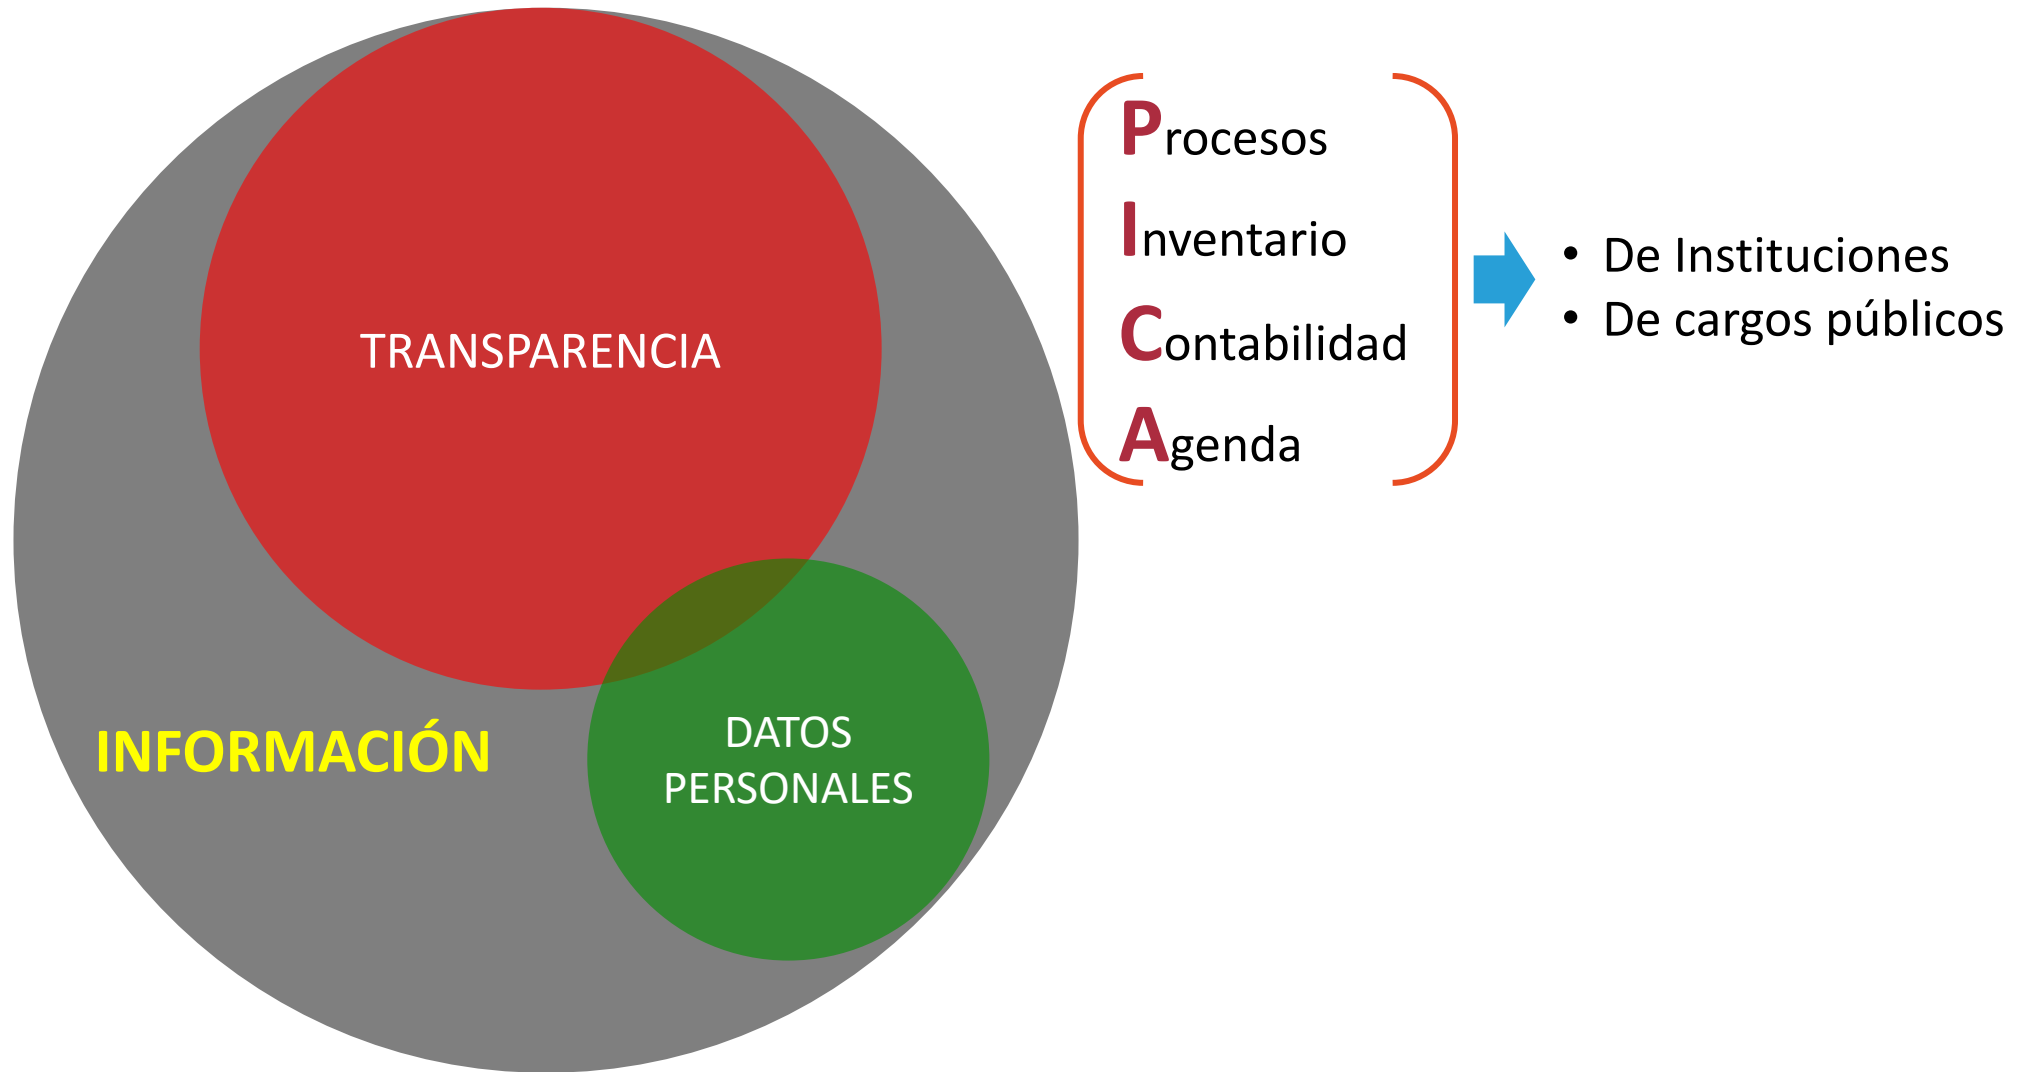 TRANSPARENCIA
INFORMACIÓN
DATOS
PERSONALES
Procesos
Inventario
Contabilidad
Agenda
• De Instituciones
• De cargos públicos